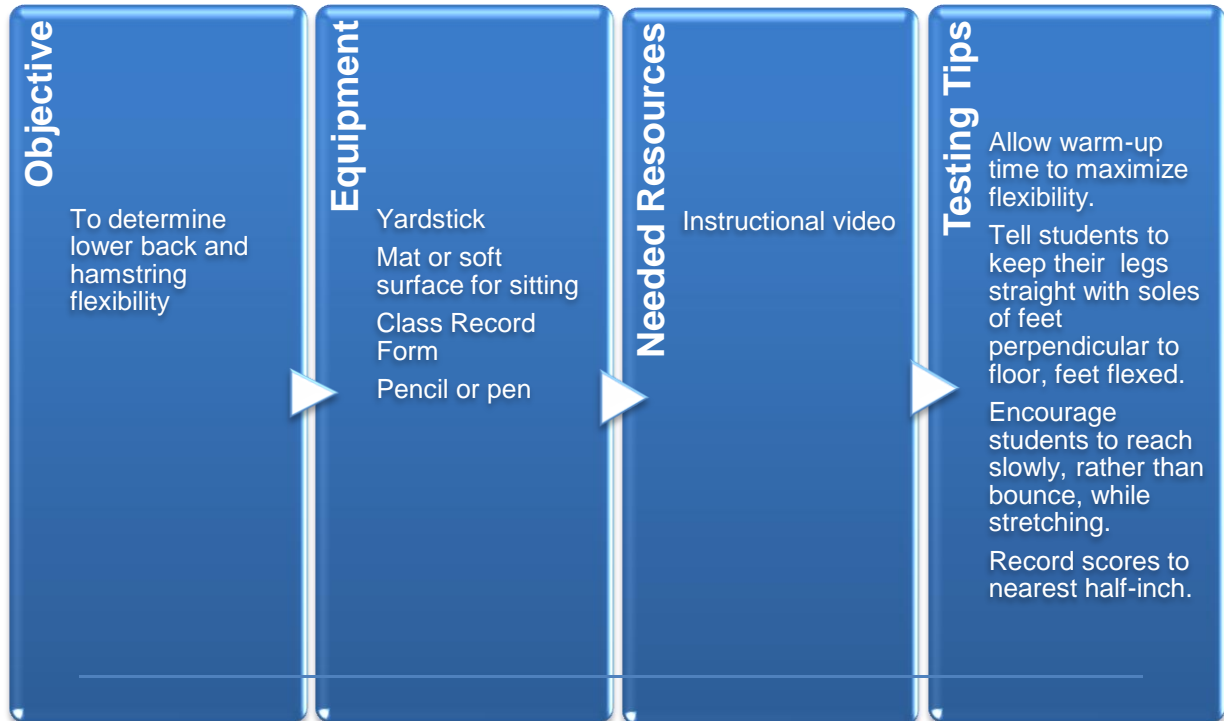 Objective
To determine
lower back and
hamstring
flexibility
Equipment
Yardstick
Mat or soft
surface for sitting
Class Record
Form
Pencil or pen
Needed Resources
Instructional video
Testing Tips
Allow warm-up
time to maximize
flexibility.
Tell students to
keep their  legs
straight with soles
of feet
perpendicular to
floor, feet flexed.
Encourage
students to reach
slowly, rather than
bounce, while
stretching.
Record scores to
nearest half-inch.